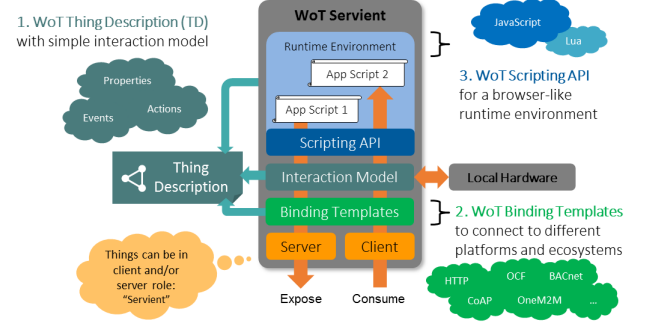 1. WoT Thing Description (TD)
with simple interaction model
Properties
Events
Actions
Thing
Description
Things can be in
client and/or
server role:
“Servient”
WoT Servient
Runtime Environment
App Script 2
App Script 1
Scripting API
Interaction Model
Binding Templates
Server
Client
Expose
Consume
JavaScript
Lua
3. WoT Scripting API
for a browser-like
runtime environment
Local Hardware
2. WoT Binding Templates
to connect to different
platforms and ecosystems
HTTP
OCF
BACnet
CoAP
OneM2M
...